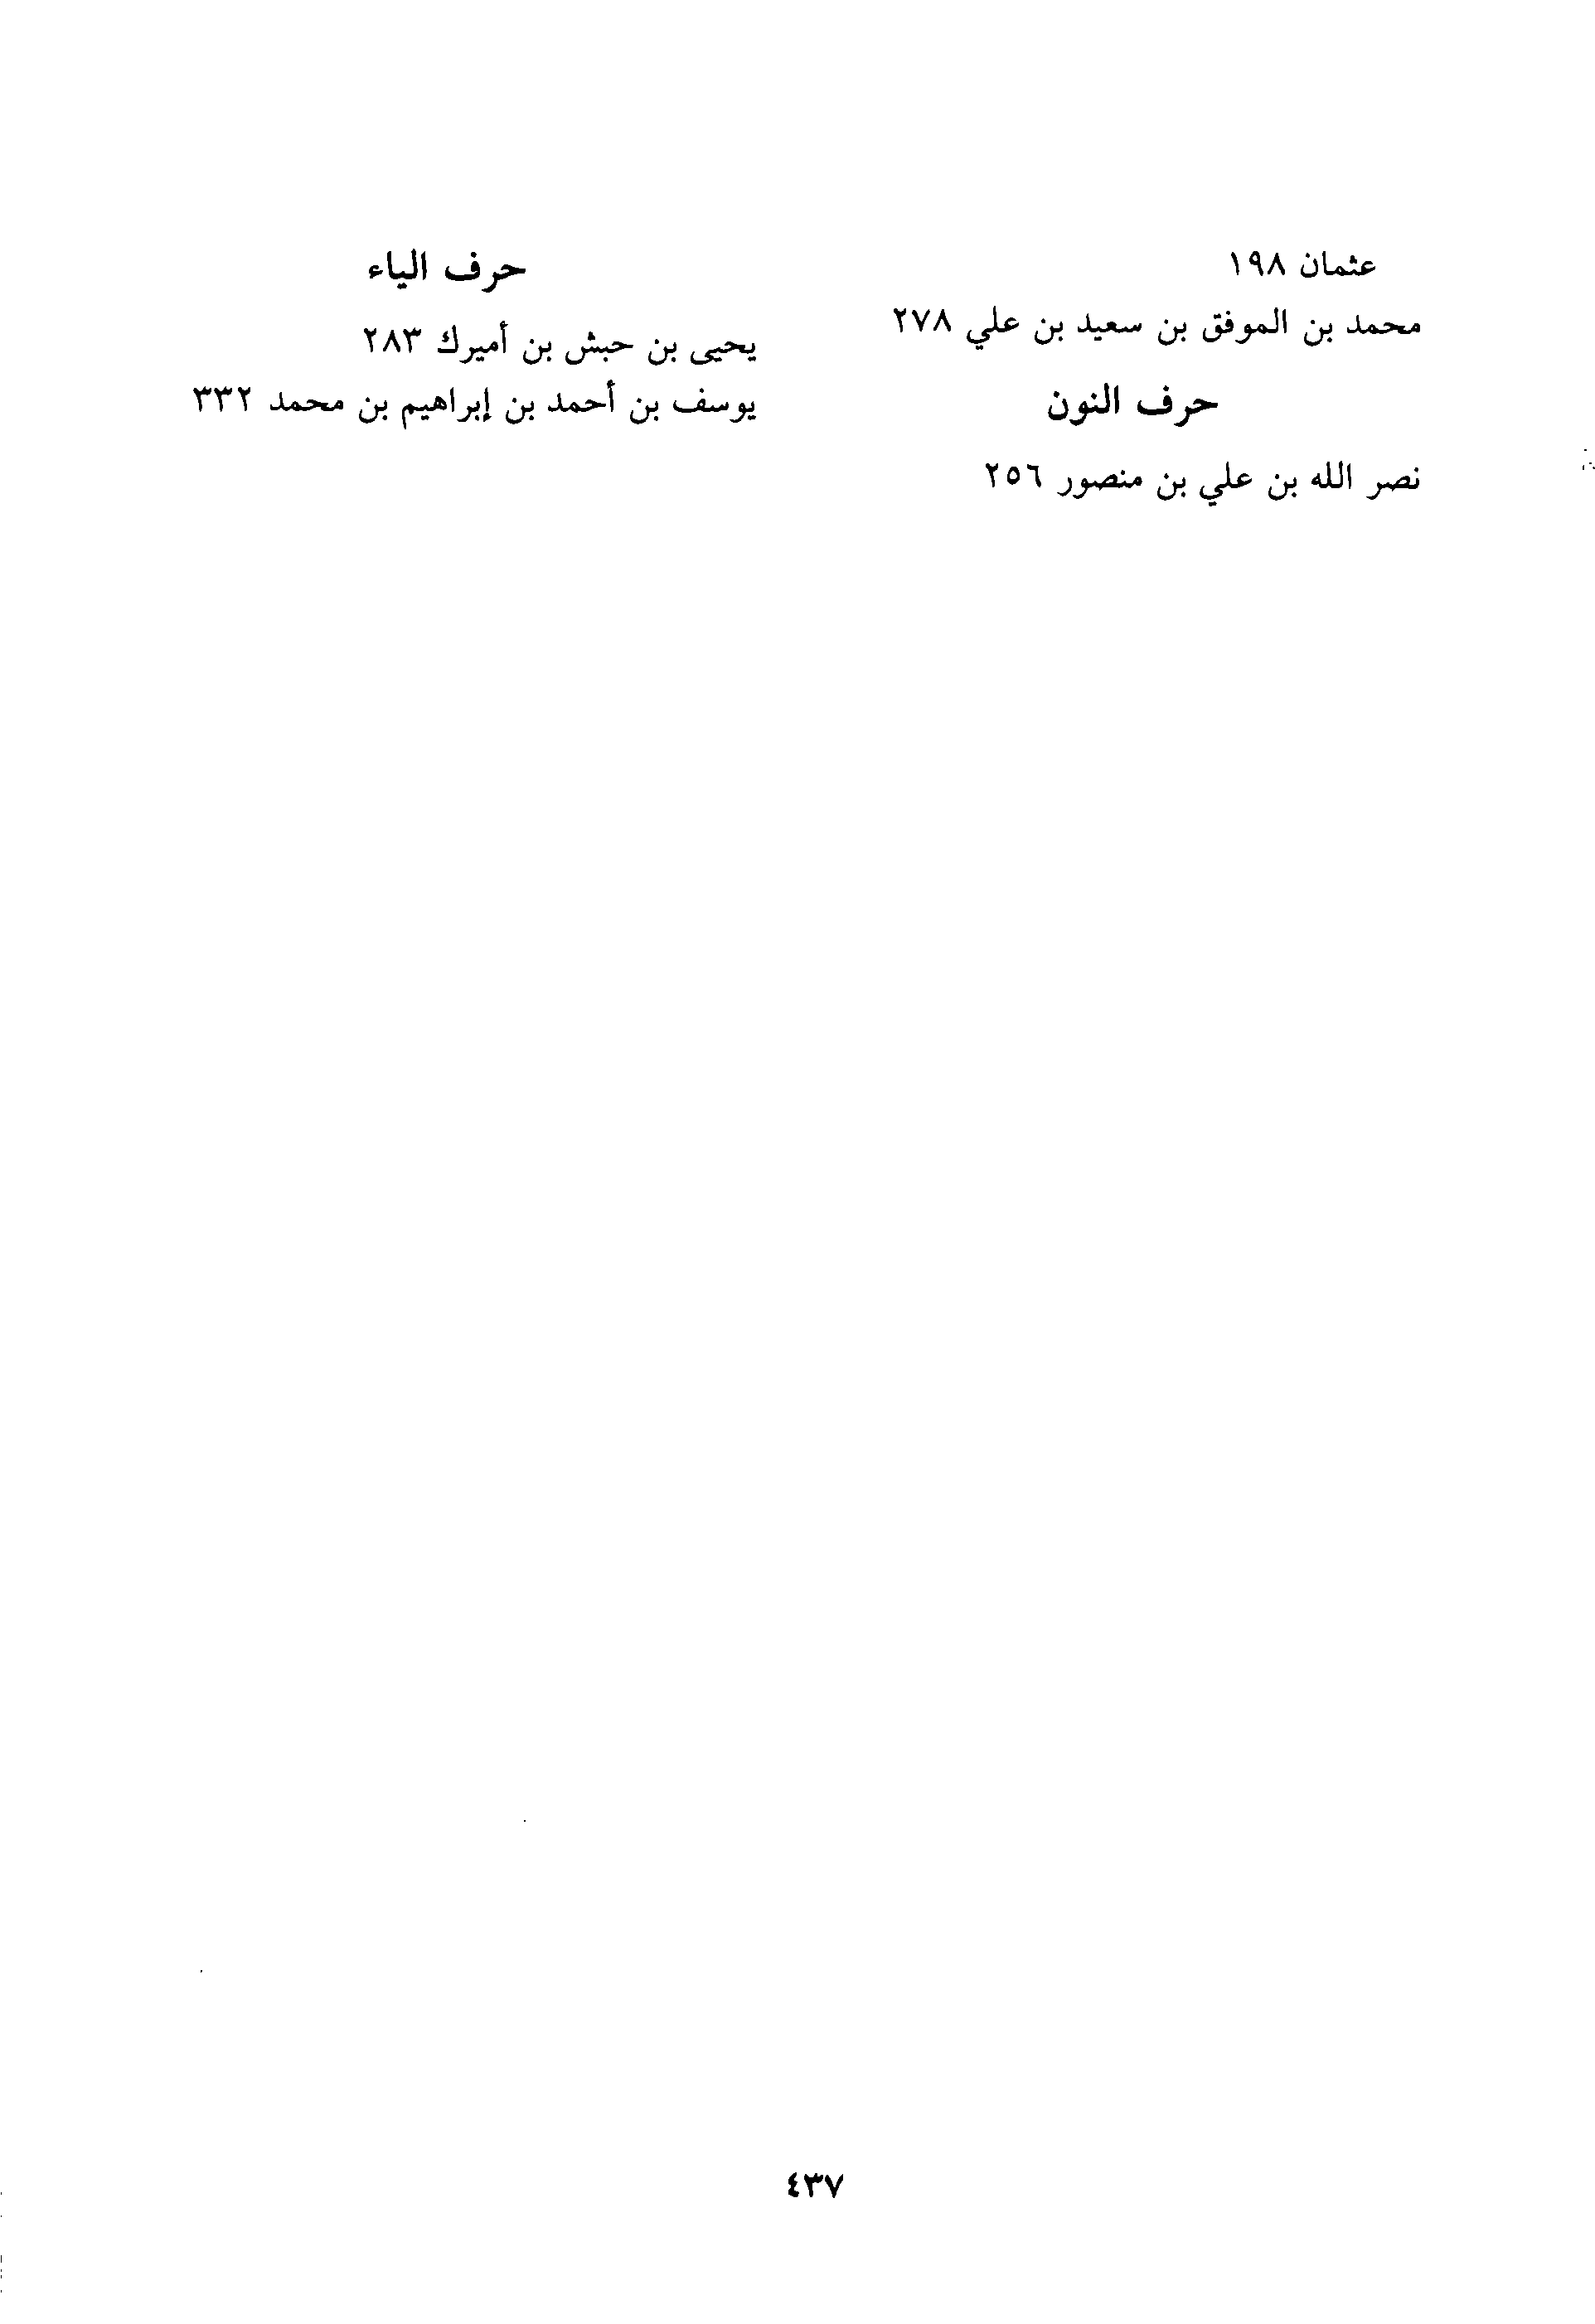 عثمان ١٩٨
محمد بن الموفق بن سعيد بن علي ٢٧٨
حرف النون
نصر الله بن علي بن منصور ٢٥٦
حرف الياء
يحيى بن حبش بن أميرك ٢٨٣
يوسف بن أحمد بن إبراهيم بن محمد ٣٣٢
٤٣٧